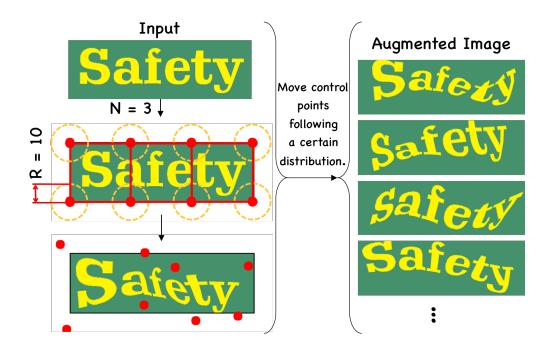 Input
Safety
N = 3
R = 10
Safety
Safety
Move control
points
following
a certain
distribution.
Augmented Image
Safety
Safety
Safety
Safety